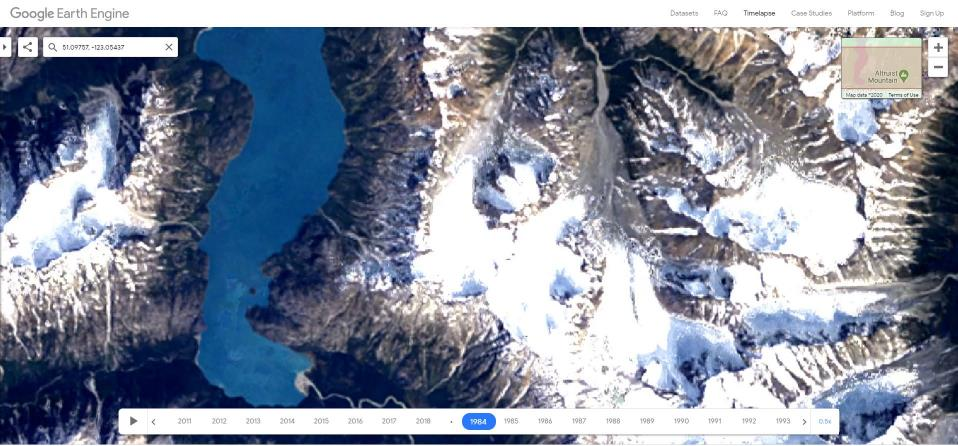 Google Earth Engine
Datasets FAQ Timelapse Case Studies Platform Blog Sign Up
51.09757, -123.05437
Altruist
Mountain
Map data ©2020 Terms of Use
2011 2012 2013 2014 2015 2016 2017 2018 1984 1985 1986 1987 1988 1989 1990 1991 1992 1993 0.5x